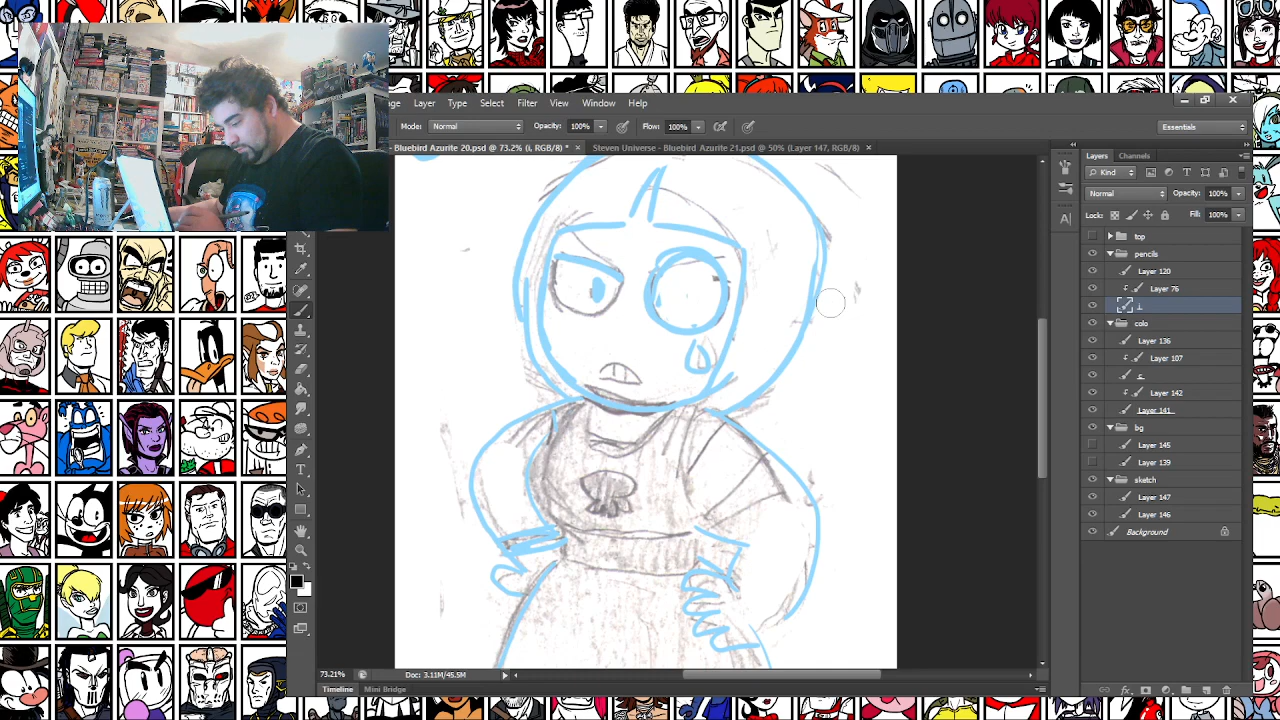 ge Layer Type Select Filter View Window Help
Mode: Normal Opacity: 100% Flow: 100% Essentials
Bluebird Azurite 20.psd @ 73.2% (i, RGB/8) * × Steven Universe - Bluebird Azurite 21.psd @ 50% (Layer 147, RGB/8) ×
Layers Channels
Kind
Normal Opacity: 100%
Lock: Fill: 100%
top
pencils
Layer 120
Layer 76
i
colo
Layer 136
Layer 107
c
Layer 142
Layer 141
bg
Layer 145
Layer 139
sketch
Layer 147
Layer 146
Background
73.21% Doc: 3.11M/45.5M
Timeline Mini Bridge